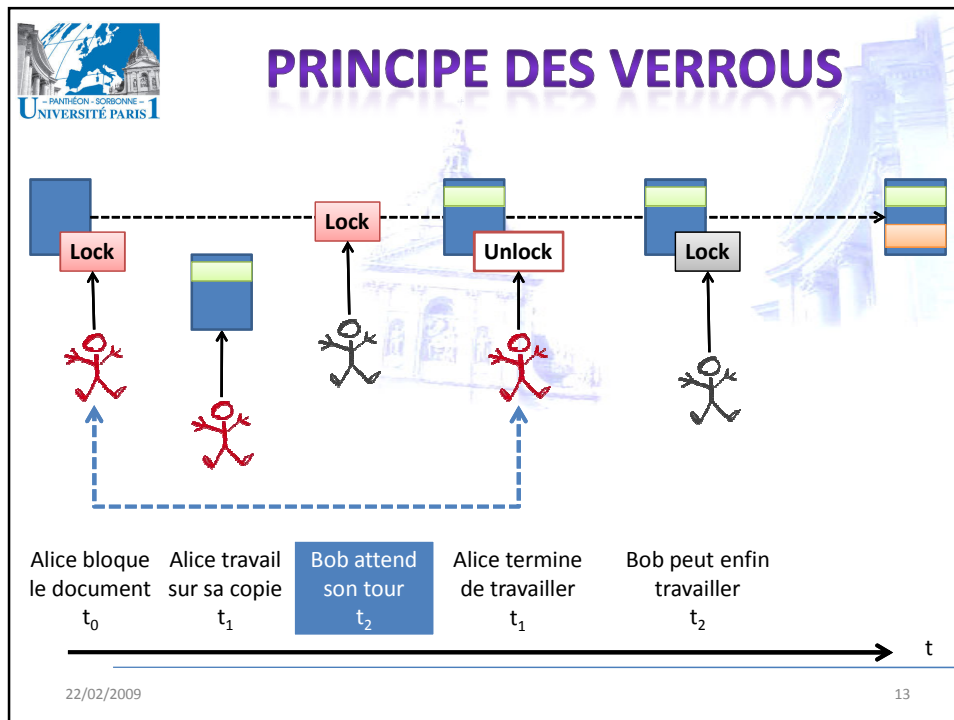 – PANTHÉON - SORBONNE –
UNIVERSITÉ PARIS 1
PRINCIPE DES VERROUS
Lock
Lock
Unlock
Lock
Alice bloque
le document
t0
Alice travail
sur sa copie
t1
Bob attend
son tour
t2
Alice termine
de travailler
t1
Bob peut enfin
travailler
t2
t
22/02/2009
13